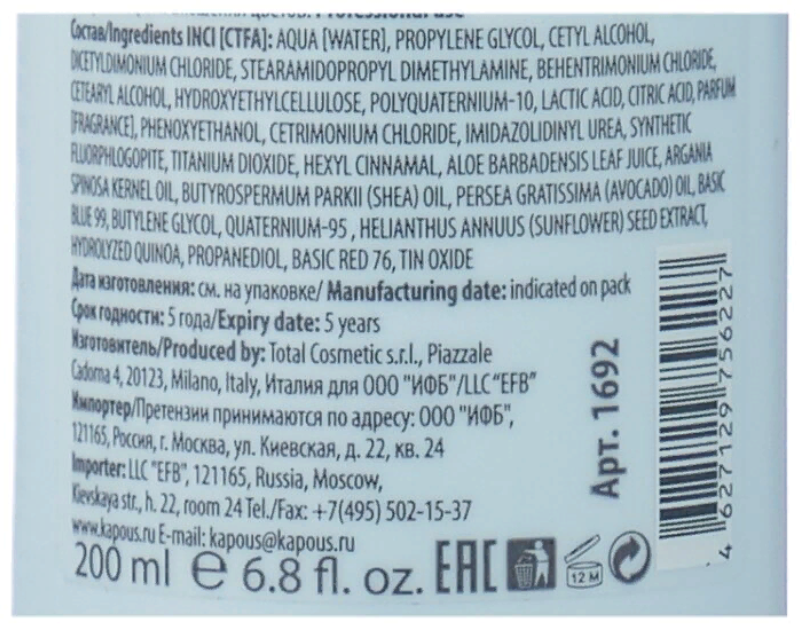 Professional use
Состав/Ingredients INCI [CTFA]: AQUA [WATER], PROPYLENE GLYCOL, CETYL ALCOHOL,
DICETYLDIMONIUM CHLORIDE, STEARAMIDOPROPYL DIMETHYLAMINE, BEHENTRIMONIUM CHLORIDE,
CETEARYL ALCOHOL, HYDROXYETHYLCELLULOSE, POLYQUATERNIUM-10, LACTIC ACID, CITRIC ACID, PARFUM
[FRAGRANCE], PHENOXYETHANOL, CETRIMONIUM CHLORIDE, IMIDAZOLIDINYL UREA, SYNTHETIC
FLUORPHLOGOPITE, TITANIUM DIOXIDE, HEXYL CINNAMAL, ALOE BARBADENSIS LEAF JUICE, ARGANIA
SPINOSA KERNEL OIL, BUTYROSPERMUM PARKII (SHEA) OIL, PERSEA GRATISSIMA (AVOCADO) OIL, BASIC
BLUE 99, BUTYLENE GLYCOL, QUATERNIUM-95 , HELIANTHUS ANNUUS (SUNFLOWER) SEED EXTRACT,
HYDROLYZED QUINOA, PROPANEDIOL, BASIC RED 76, TIN OXIDE
Дата изготовления: см. на упаковке/ Manufacturing date: indicated on pack
Срок годности: 5 года/Expiry date: 5 years
Изготовитель/Produced by: Total Cosmetic s.r.l., Piazzale
Cadorna 4, 20123, Milano, Italy, Италия для ООО "ИФБ"/LLC "EFB"
Импортер/Претензии принимаются по адресу: ООО "ИФБ",
121165, Россия, г. Москва, ул. Киевская, д. 22, кв. 24
Importer: LLC "EFB", 121165, Russia, Moscow,
Kievskaya str., h. 22, room 24 Tel./Fax: +7(495) 502-15-37
www.kapous.ru E-mail: kapous@kapous.ru
200 ml e 6.8 fl. oz. EAC 12 M
Арт. 1692
4 627129 756227